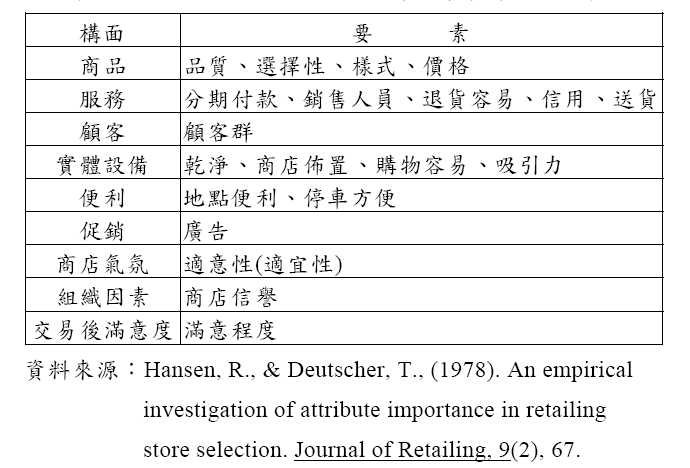 構面 要素
商品 品質、選擇性、樣式、價格
服務 分期付款、銷售人員、退貨容易、信用、送貨
顧客 顧客群
實體設備 乾淨、商店佈置、購物容易、吸引力
便利 地點便利、停車方便
促銷 廣告
商店氣氛 適意性(適宜性)
組織因素 商店信譽
交易後滿意度 滿意程度
資料來源：Hansen, R., & Deutscher, T., (1978). An empirical
investigation of attribute importance in retailing
store selection. Journal of Retailing, 9(2), 67.